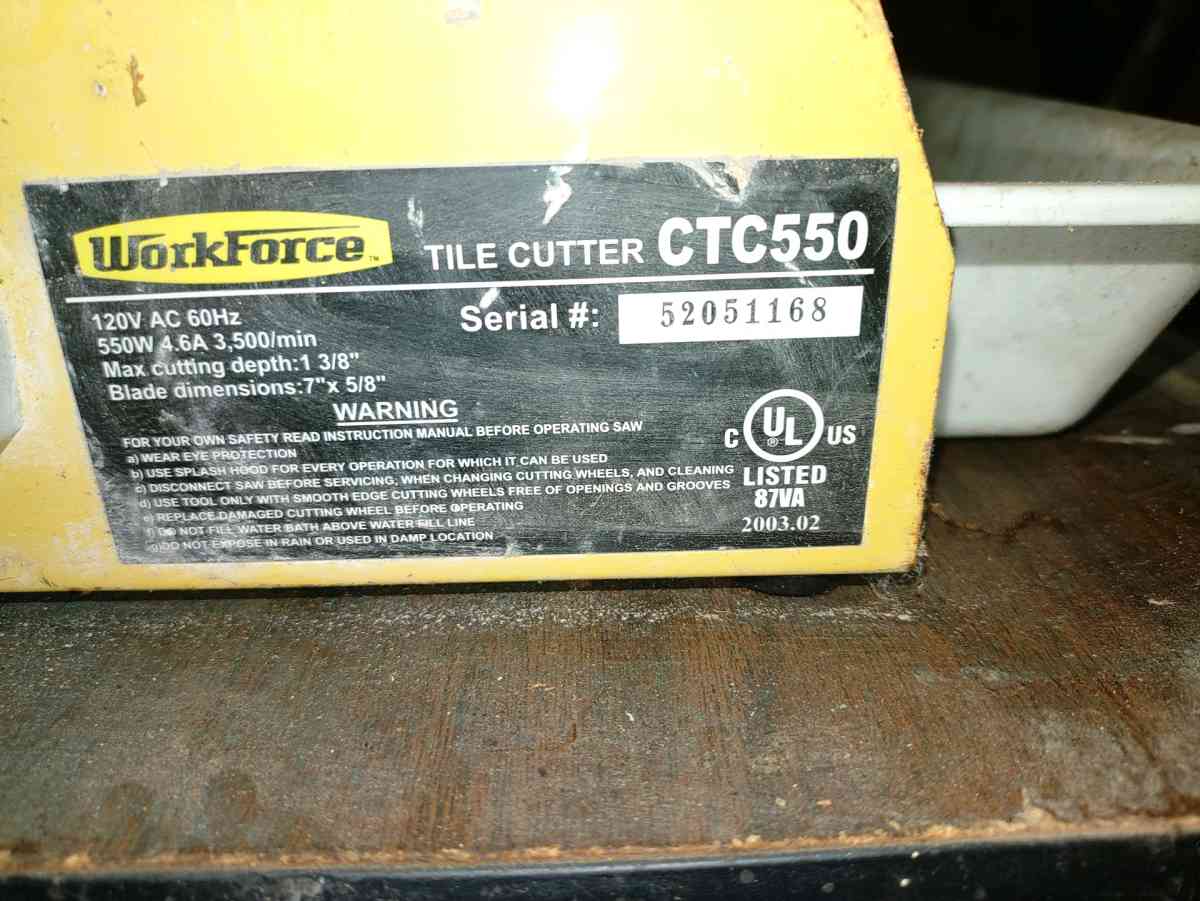 WorkForce™ TILE CUTTER CTC550
Serial #: 52051168
120V AC 60Hz
550W 4.6A 3,500/min
Max cutting depth:1 3/8"
Blade dimensions:7"x 5/8"
WARNING
FOR YOUR OWN SAFETY READ INSTRUCTION MANUAL BEFORE OPERATING SAW
a) WEAR EYE PROTECTION
b) USE SPLASH HOOD FOR EVERY OPERATION FOR WHICH IT CAN BE USED
c) DISCONNECT SAW BEFORE SERVICING, WHEN CHANGING CUTTING WHEELS, AND CLEANING
d) USE TOOL ONLY WITH SMOOTH EDGE CUTTING WHEELS FREE OF OPENINGS AND GROOVES
e) REPLACE DAMAGED CUTTING WHEEL BEFORE OPERATING
f) DO NOT FILL WATER BATH ABOVE WATER FILL LINE
g)DO NOT EXPOSE IN RAIN OR USED IN DAMP LOCATION
C UL® US
LISTED
87VA
2003.02